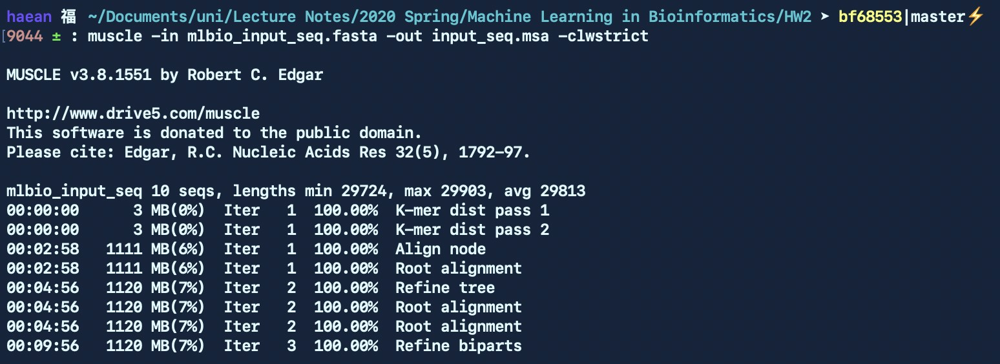 haean 福 ~/Documents/uni/Lecture Notes/2020 Spring/Machine Learning in Bioinformatics/HW2 ➤ bf68553|master⚡
[9044 ± : muscle -in mlbio_input_seq.fasta -out input_seq.msa -clwstrict
MUSCLE v3.8.1551 by Robert C. Edgar
http://www.drive5.com/muscle
This software is donated to the public domain.
Please cite: Edgar, R.C. Nucleic Acids Res 32(5), 1792-97.
mlbio_input_seq 10 seqs, lengths min 29724, max 29903, avg 29813
00:00:00      3 MB(0%)  Iter   1  100.00%  K-mer dist pass 1
00:00:00      3 MB(0%)  Iter   1  100.00%  K-mer dist pass 2
00:02:58   1111 MB(6%)  Iter   1  100.00%  Align node
00:02:58   1111 MB(6%)  Iter   1  100.00%  Root alignment
00:04:56   1120 MB(7%)  Iter   2  100.00%  Refine tree
00:04:56   1120 MB(7%)  Iter   2  100.00%  Root alignment
00:04:56   1120 MB(7%)  Iter   2  100.00%  Root alignment
00:09:56   1120 MB(7%)  Iter   3  100.00%  Refine biparts